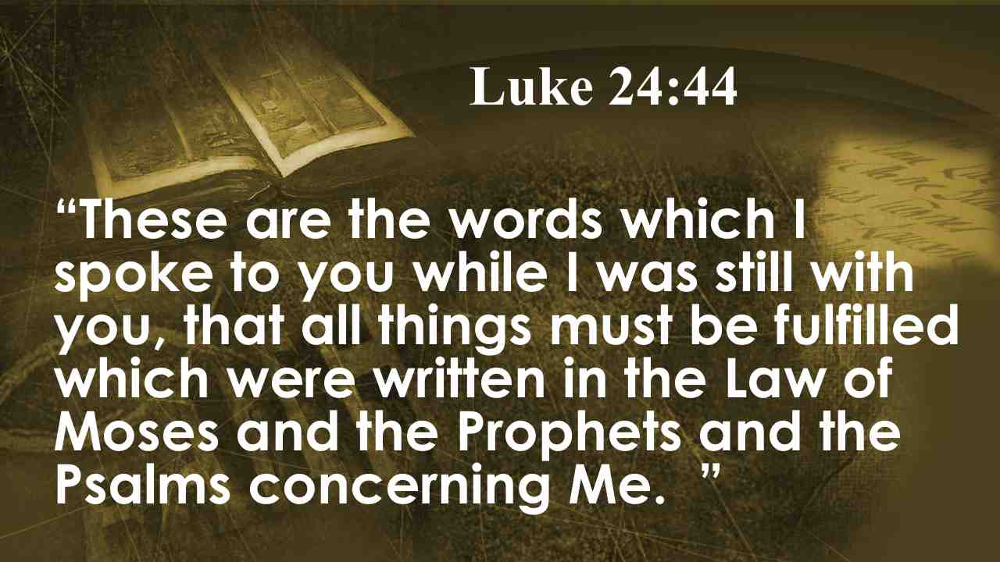 Luke 24:44
“These are the words which I
spoke to you while I was still with
you, that all things must be fulfilled
which were written in the Law of
Moses and the Prophets and the
Psalms concerning Me.  ”